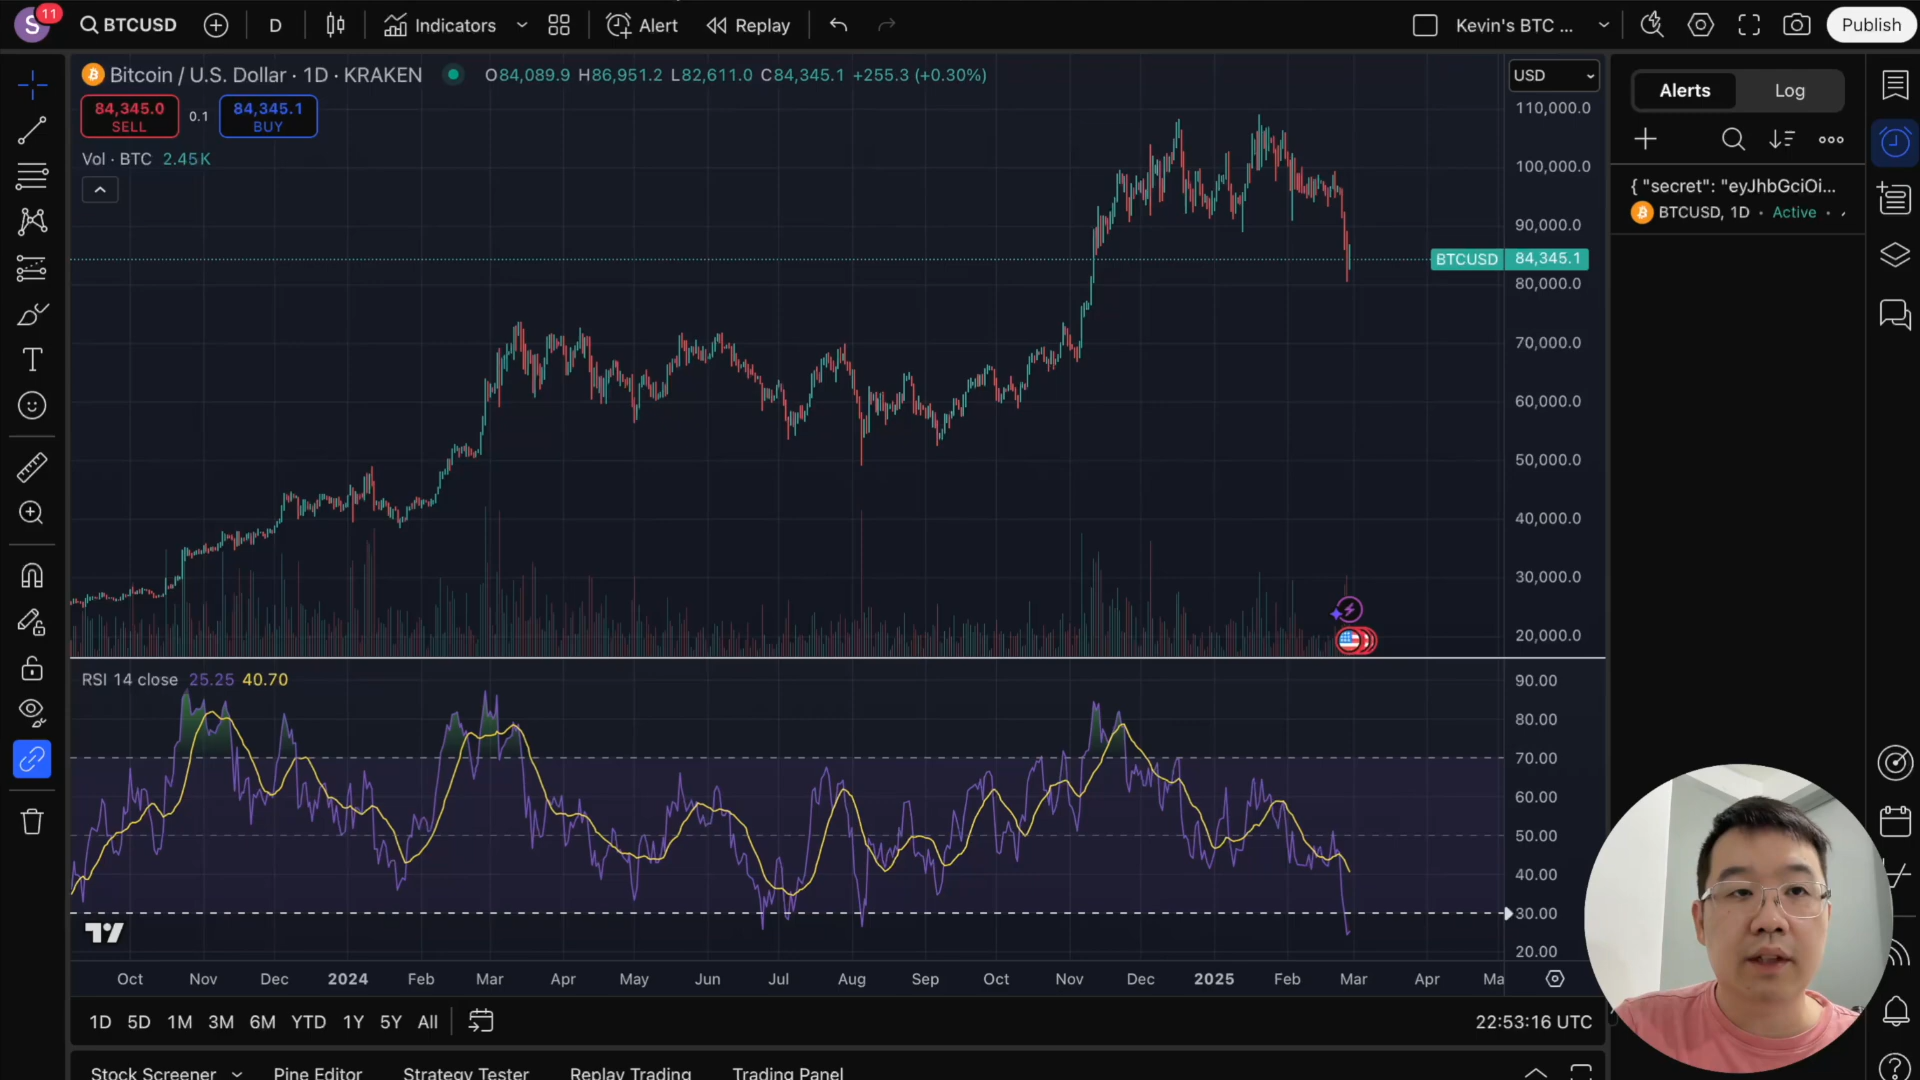 S
11
BTCUSD
D
Indicators
Alert
Replay
Kevin's BTC ...
Publish
Bitcoin / U.S. Dollar · 1D · KRAKEN
O84,089.9 H86,951.2 L82,611.0 C84,345.1 +255.3 (+0.30%)
84,345.0
SELL
0.1
84,345.1
BUY
Vol · BTC 2.45K
USD
110,000.0
100,000.0
90,000.0
BTCUSD 84,345.1
80,000.0
70,000.0
60,000.0
50,000.0
40,000.0
30,000.0
20,000.0
RSI 14 close 25.25 40.70
90.00
80.00
70.00
60.00
50.00
40.00
30.00
20.00
Oct Nov Dec 2024 Feb Mar Apr May Jun Jul Aug Sep Oct Nov Dec 2025 Feb Mar Apr Ma
1D 5D 1M 3M 6M YTD 1Y 5Y All
22:53:16 UTC
Stock Screener Pine Editor Strategy Tester Replay Trading Trading Panel
Alerts Log
{ "secret": "eyJhbGciOi...
BTCUSD, 1D · Active ·